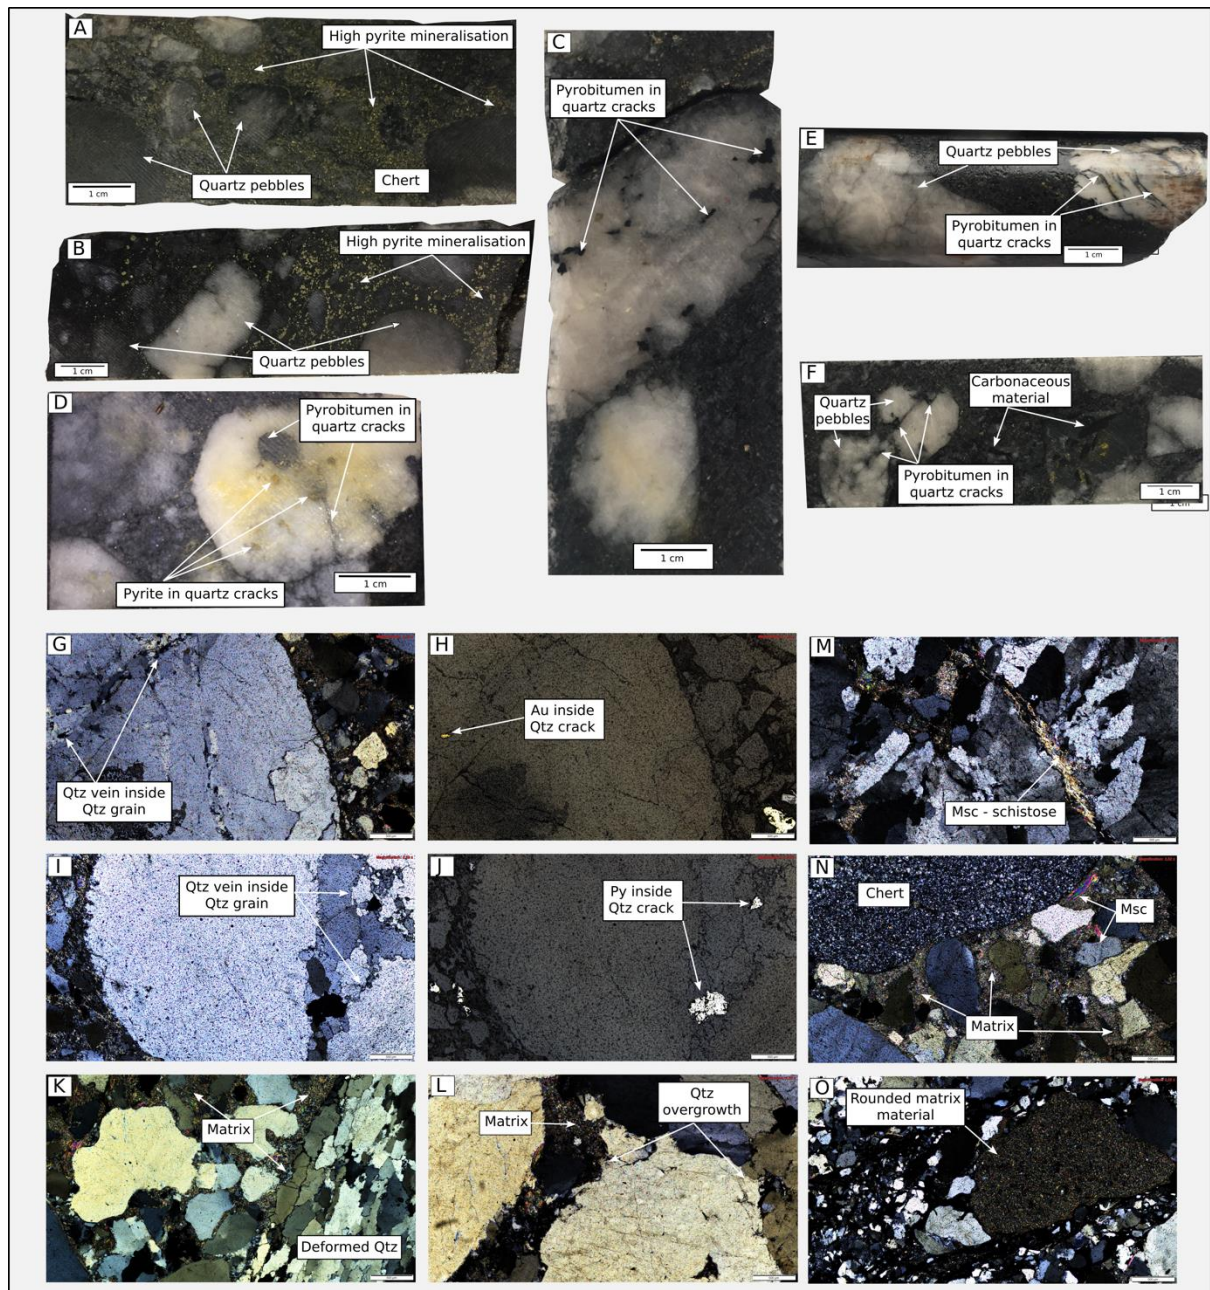 A
High pyrite mineralisation
Quartz pebbles
Chert
1 cm
B
High pyrite mineralisation
Quartz pebbles
1 cm
C
Pyrobitumen in
quartz cracks
1 cm
D
Pyrobitumen in
quartz cracks
Pyrite in quartz cracks
1 cm
E
Quartz pebbles
Pyrobitumen in
quartz cracks
1 cm
F
Quartz
pebbles
Carbonaceous
material
Pyrobitumen in
quartz cracks
1 cm
1 cm
G
Qtz vein inside
Qtz grain
H
Au inside
Qtz crack
M
Msc - schistose
I
Qtz vein inside
Qtz grain
J
Py inside
Qtz crack
N
Chert
Msc
Matrix
K
Matrix
Deformed Qtz
L
Matrix
Qtz
overgrowth
O
Rounded matrix
material